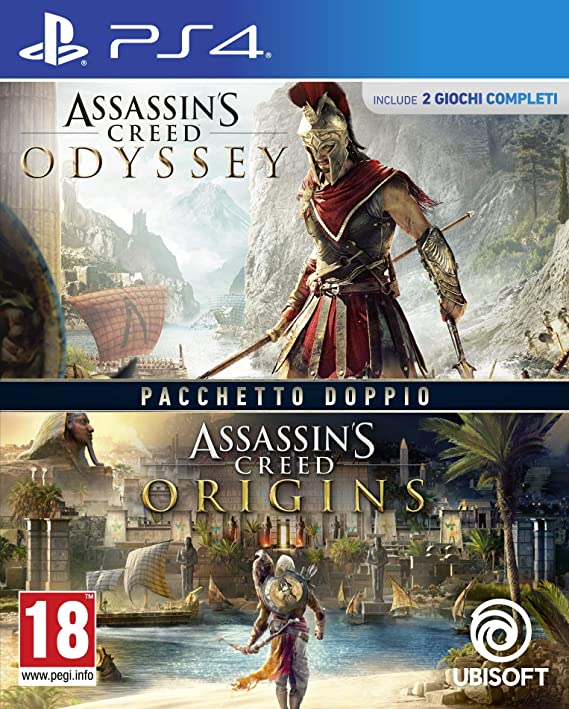 PS4
ASSASSIN'S
CREED
ODYSSEY
INCLUDE 2 GIOCHI COMPLETI
PACCHETTO DOPPIO
ASSASSIN'S
CREED
ORIGINS
18
www.pegi.info
UBISOFT